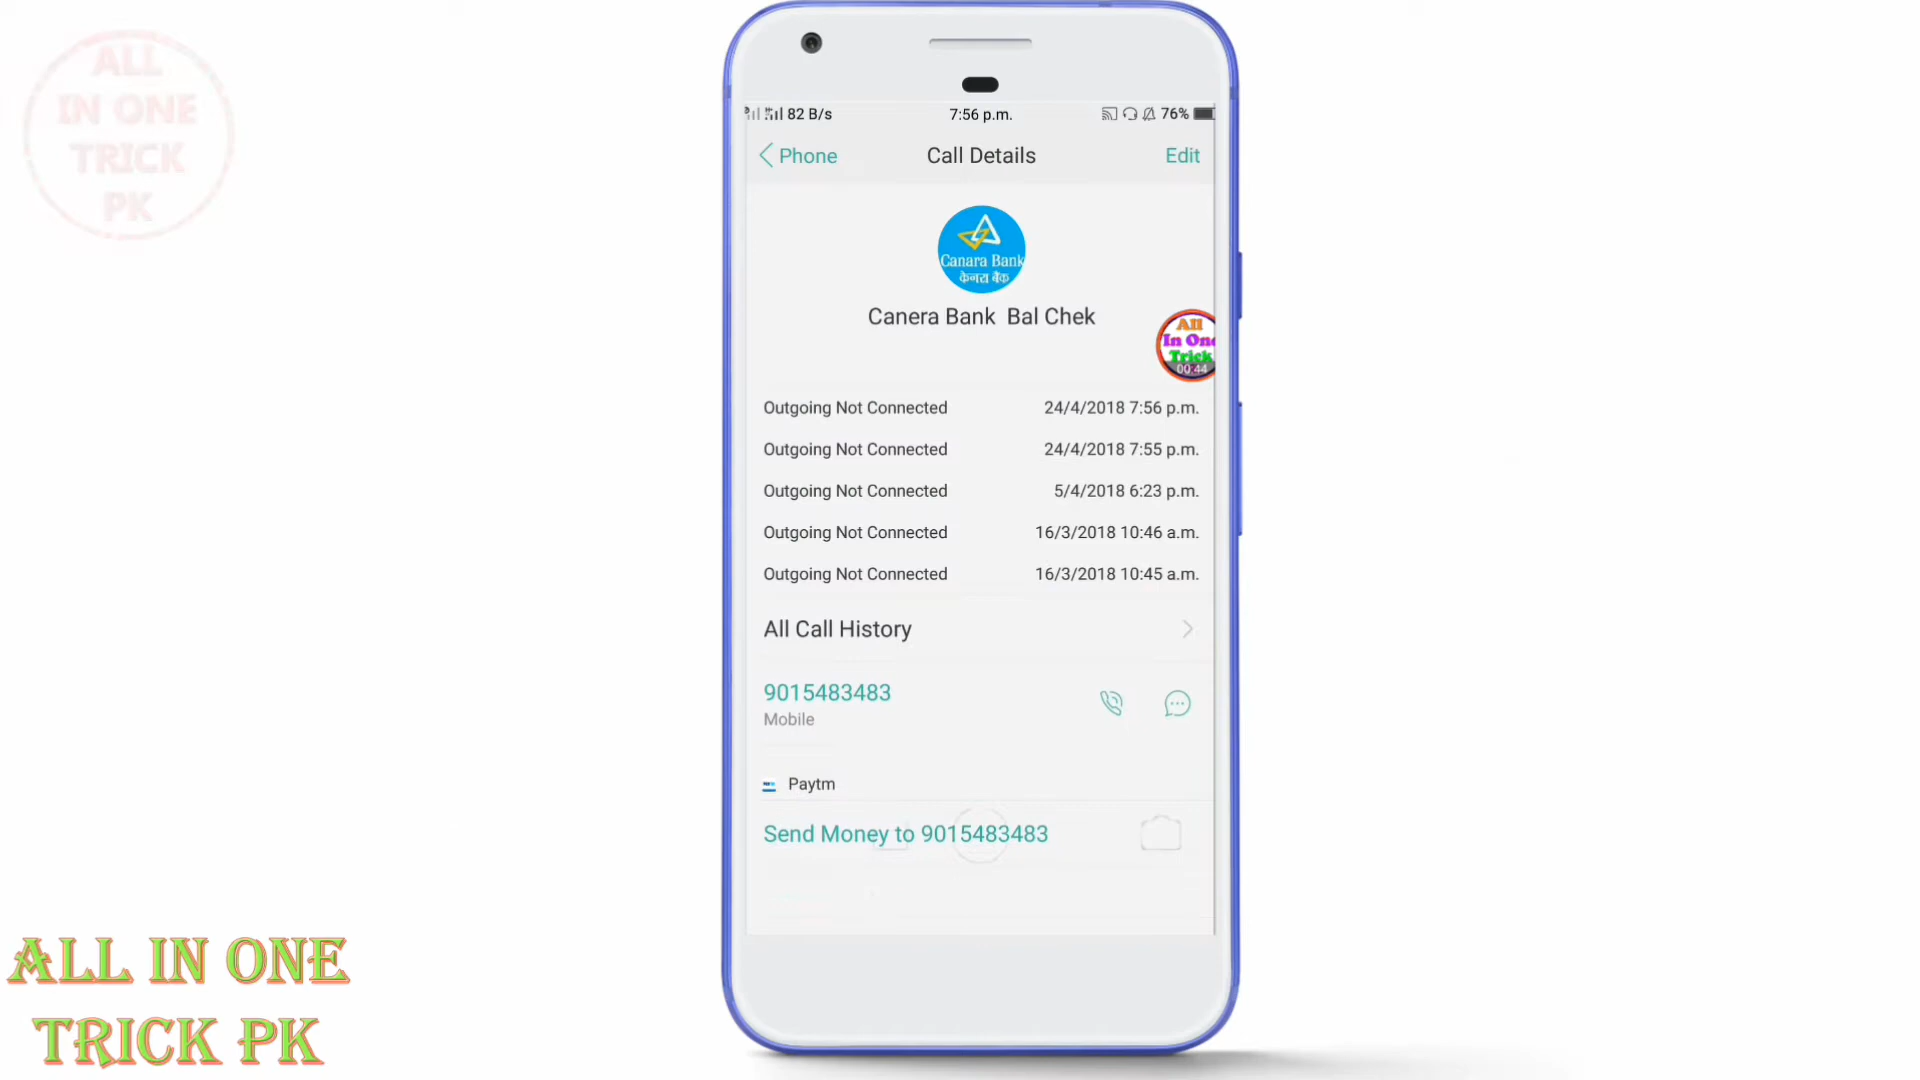 ALL
IN ONE
TRICK
PK
82 B/s
7:56 p.m.
76%
Phone
Call Details
Edit
Canara Bank
केनरा बैंक
Canera Bank Bal Chek
All
In One
Trick
00:44
Outgoing Not Connected 24/4/2018 7:56 p.m.
Outgoing Not Connected 24/4/2018 7:55 p.m.
Outgoing Not Connected 5/4/2018 6:23 p.m.
Outgoing Not Connected 16/3/2018 10:46 a.m.
Outgoing Not Connected 16/3/2018 10:45 a.m.
All Call History
9015483483
Mobile
Paytm
Send Money to 9015483483
ALL IN ONE
TRICK PK